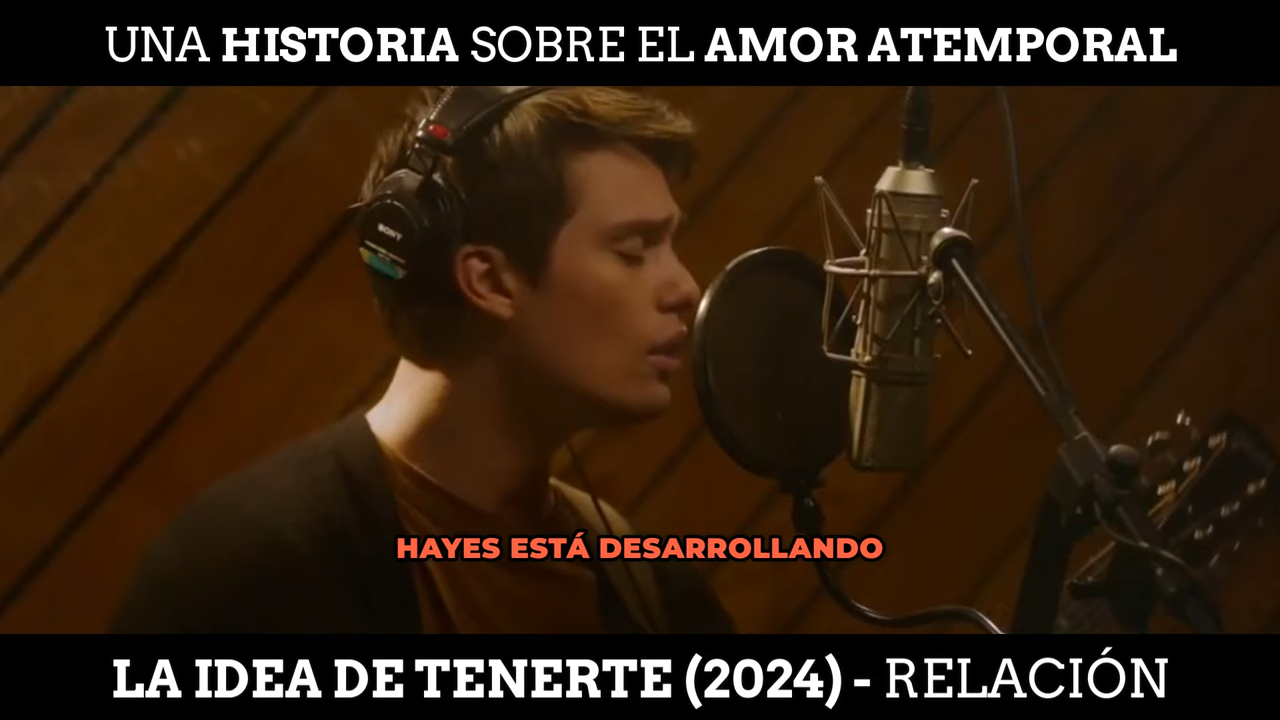 UNA HISTORIA SOBRE EL AMOR ATEMPORAL
SONY
HAYES ESTÁ DESARROLLANDO
LA IDEA DE TENERTE (2024) - RELACIÓN